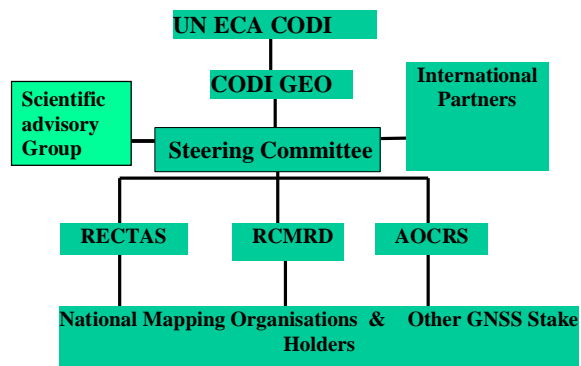 UN ECA CODI
CODI GEO
International
Partners
Scientific
advisory
Group
Steering Committee
RECTAS
RCMRD
AOCRS
National Mapping Organisations & Other GNSS Stake
Holders